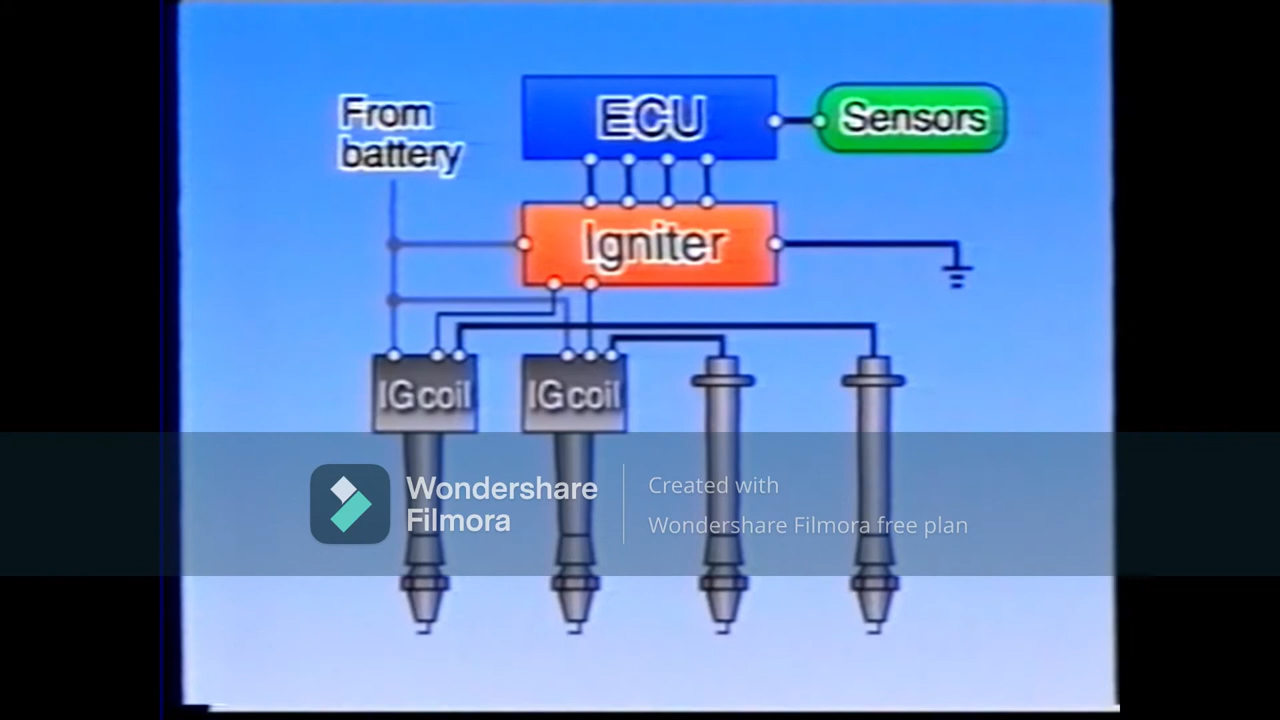 From
battery
ECU
Sensors
Igniter
IG coil
IG coil
Wondershare
Filmora
Created with
Wondershare Filmora free plan